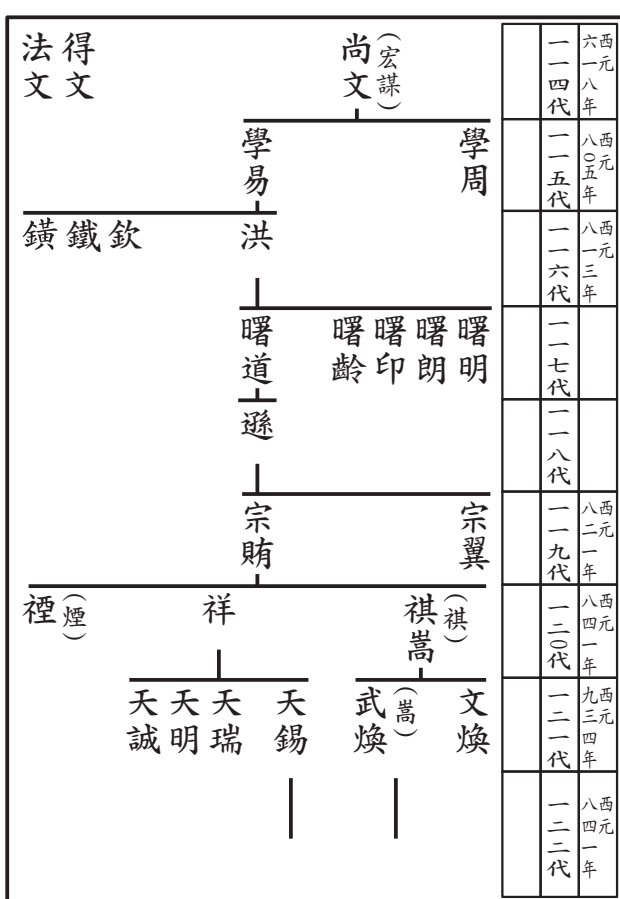 西元六一八年
一一四代
(宏謀)
尚文
得文
法文
西元八0五年
一一五代
學周
學易
西元八一三年
一一六代
洪
欽
鐵
鐄
一一七代
曙明
曙朗
曙印
曙齡
曙道
一一八代
遜
西元八二一年
一一九代
宗翼
宗賄
西元八四一年
一二0代
(祺)
祺嵩
祥
(煙)
禋
西元九三四年
一二一代
文煥
(嵩)
武煥
天錫
天瑞
天明
天誠
西元八四一年
一二二代